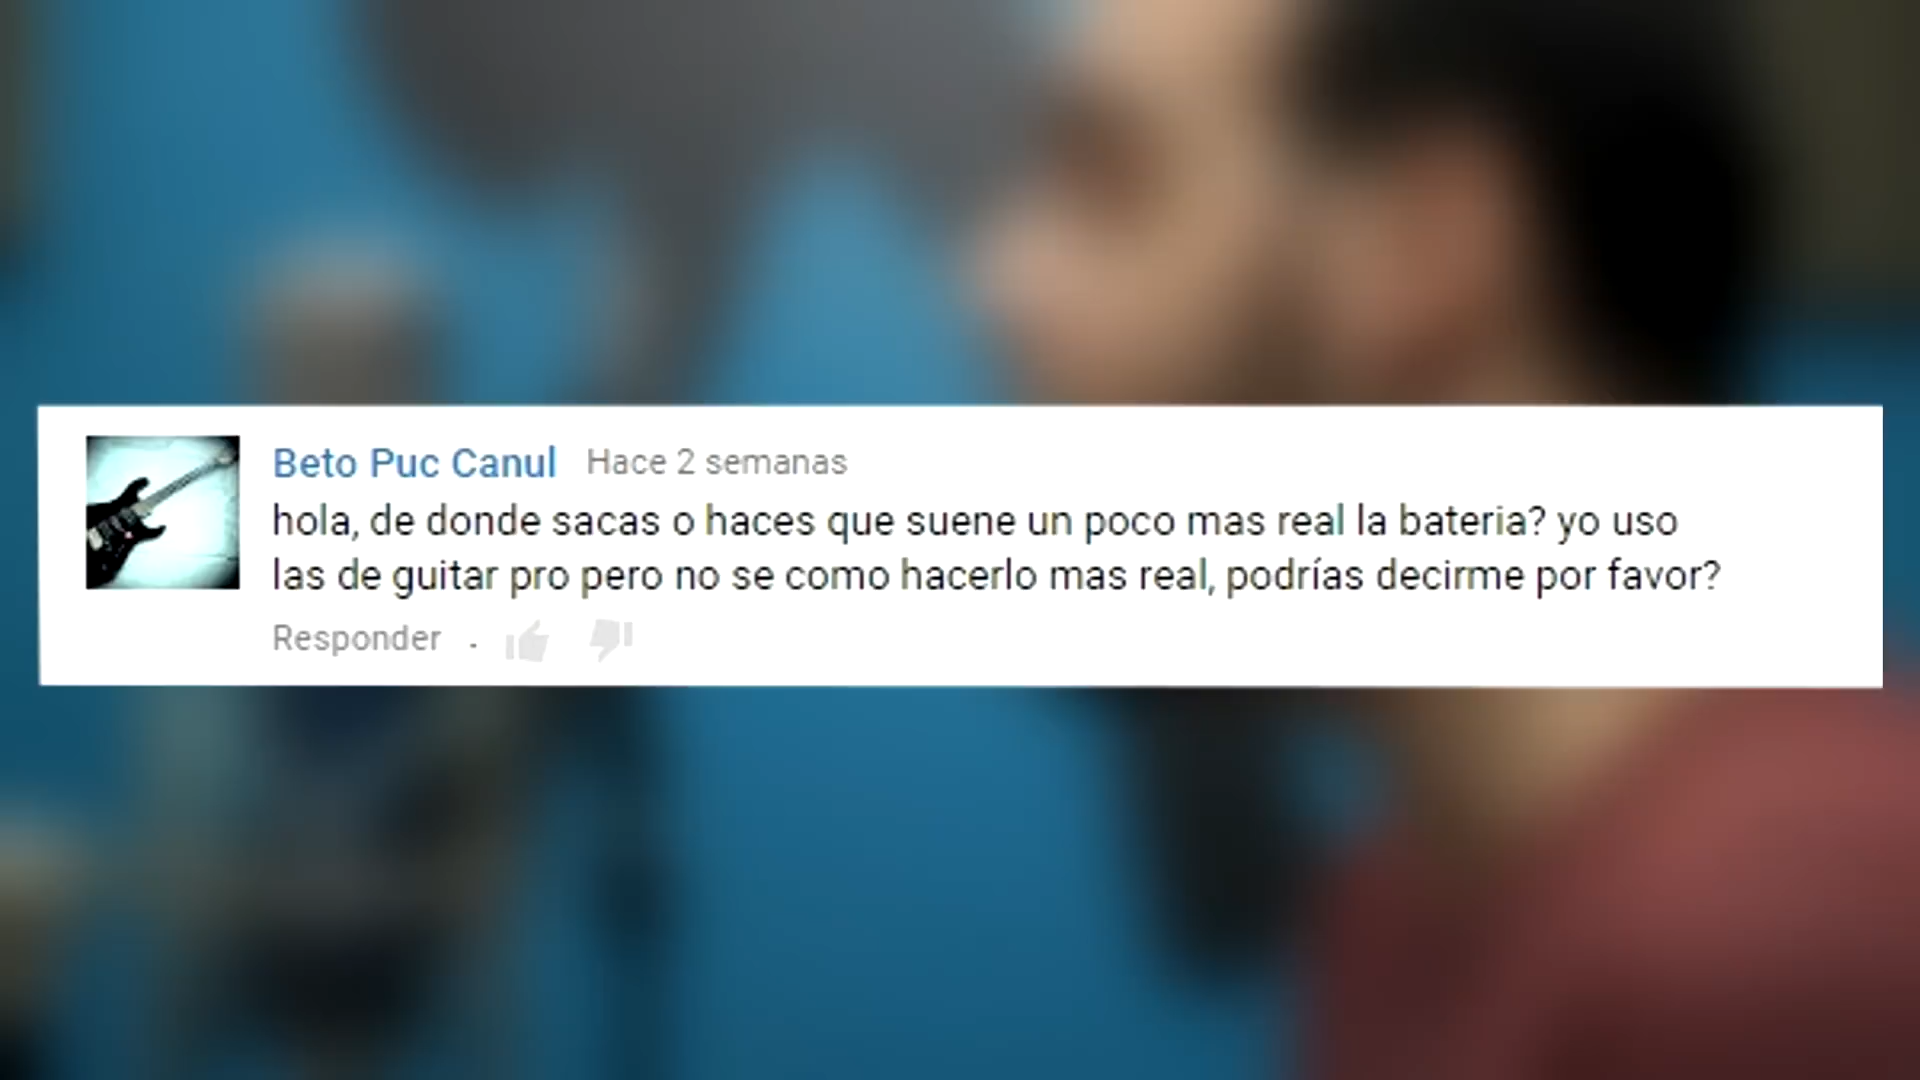 Beto Puc Canul Hace 2 semanas
hola, de donde sacas o haces que suene un poco mas real la bateria? yo uso
las de guitar pro pero no se como hacerlo mas real, podrías decirme por favor?
Responder .